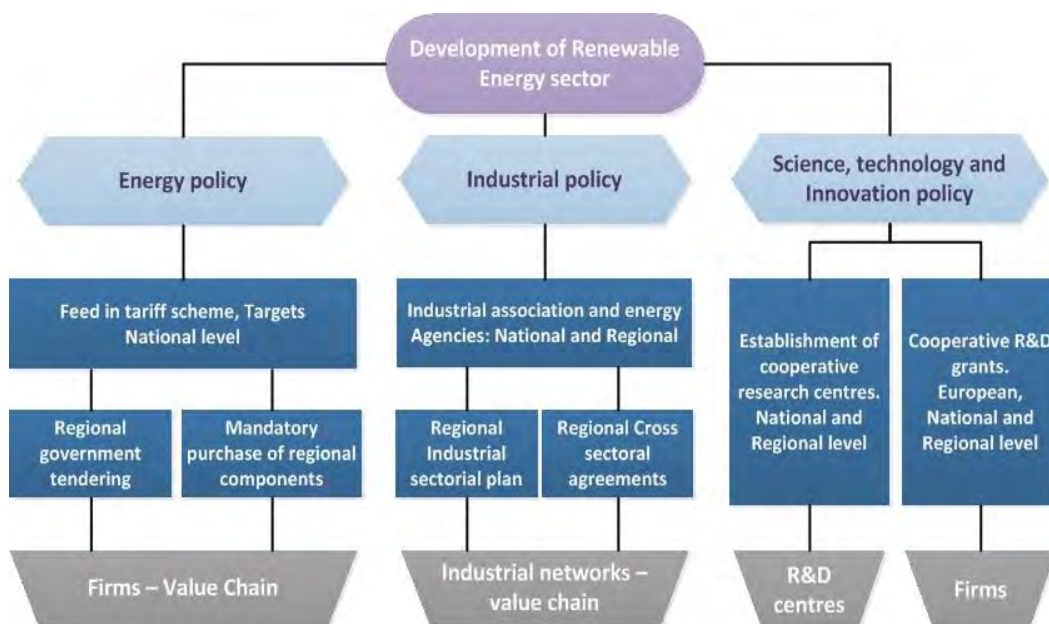 Development of Renewable
Energy sector
Energy policy
Industrial policy
Science, technology and
Innovation policy
Feed in tariff scheme, Targets
National level
Industrial association and energy
Agencies: National and Regional
Establishment of
cooperative
research centres.
National and
Regional level
Cooperative R&D
grants.
European,
National and
Regional level
Regional
government
tendering
Mandatory
purchase of regional
components
Regional
Industrial
sectorial plan
Regional Cross
sectoral
agreements
Firms – Value Chain
Industrial networks –
value chain
R&D
centres
Firms